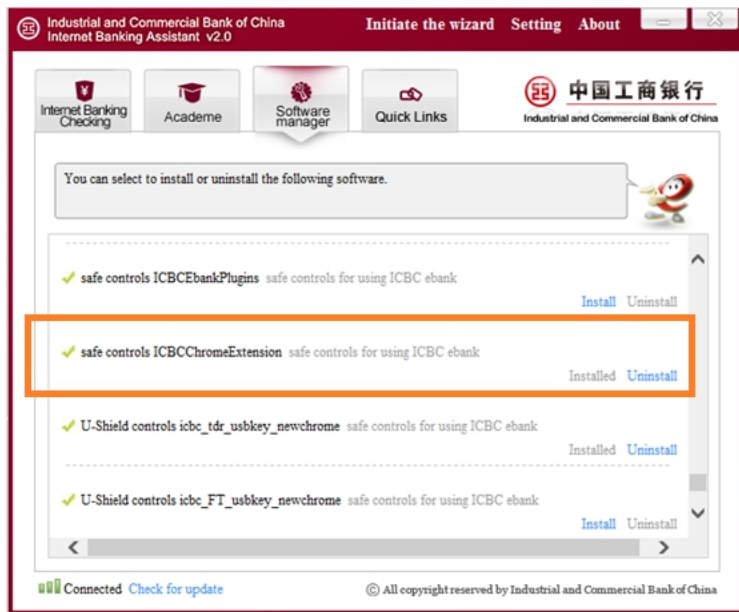 Industrial and Commercial Bank of China
Internet Banking Assistant v2.0
Initiate the wizard Setting About
Internet Banking
Checking
Academe
Software
manager
Quick Links
中国工商银行
Industrial and Commercial Bank of China
You can select to install or uninstall the following software.
safe controls ICBCEbankPlugins safe controls for using ICBC ebank
Install Uninstall
safe controls ICBCChromeExtension safe controls for using ICBC ebank
Installed Uninstall
U-Shield controls icbc_tdr_usbkey_newchrome safe controls for using ICBC ebank
Installed Uninstall
U-Shield controls icbc_FT_usbkey_newchrome safe controls for using ICBC ebank
Install Uninstall
Connected Check for update
© All copyright reserved by Industrial and Commercial Bank of China